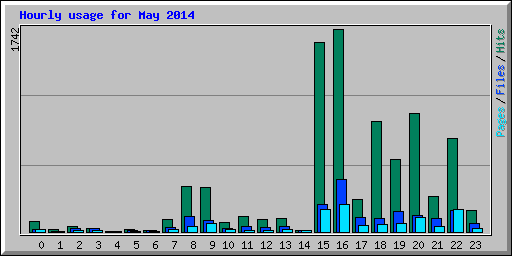 Hourly usage for May 2014
1742
Pages/Files/Hits
0 1 2 3 4 5 6 7 8 9 10 11 12 13 14 15 16 17 18 19 20 21 22 23